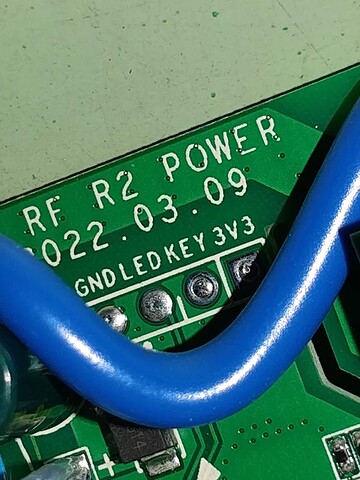 RF R2 POWER
2022.03.09
GND LED KEY 3V3